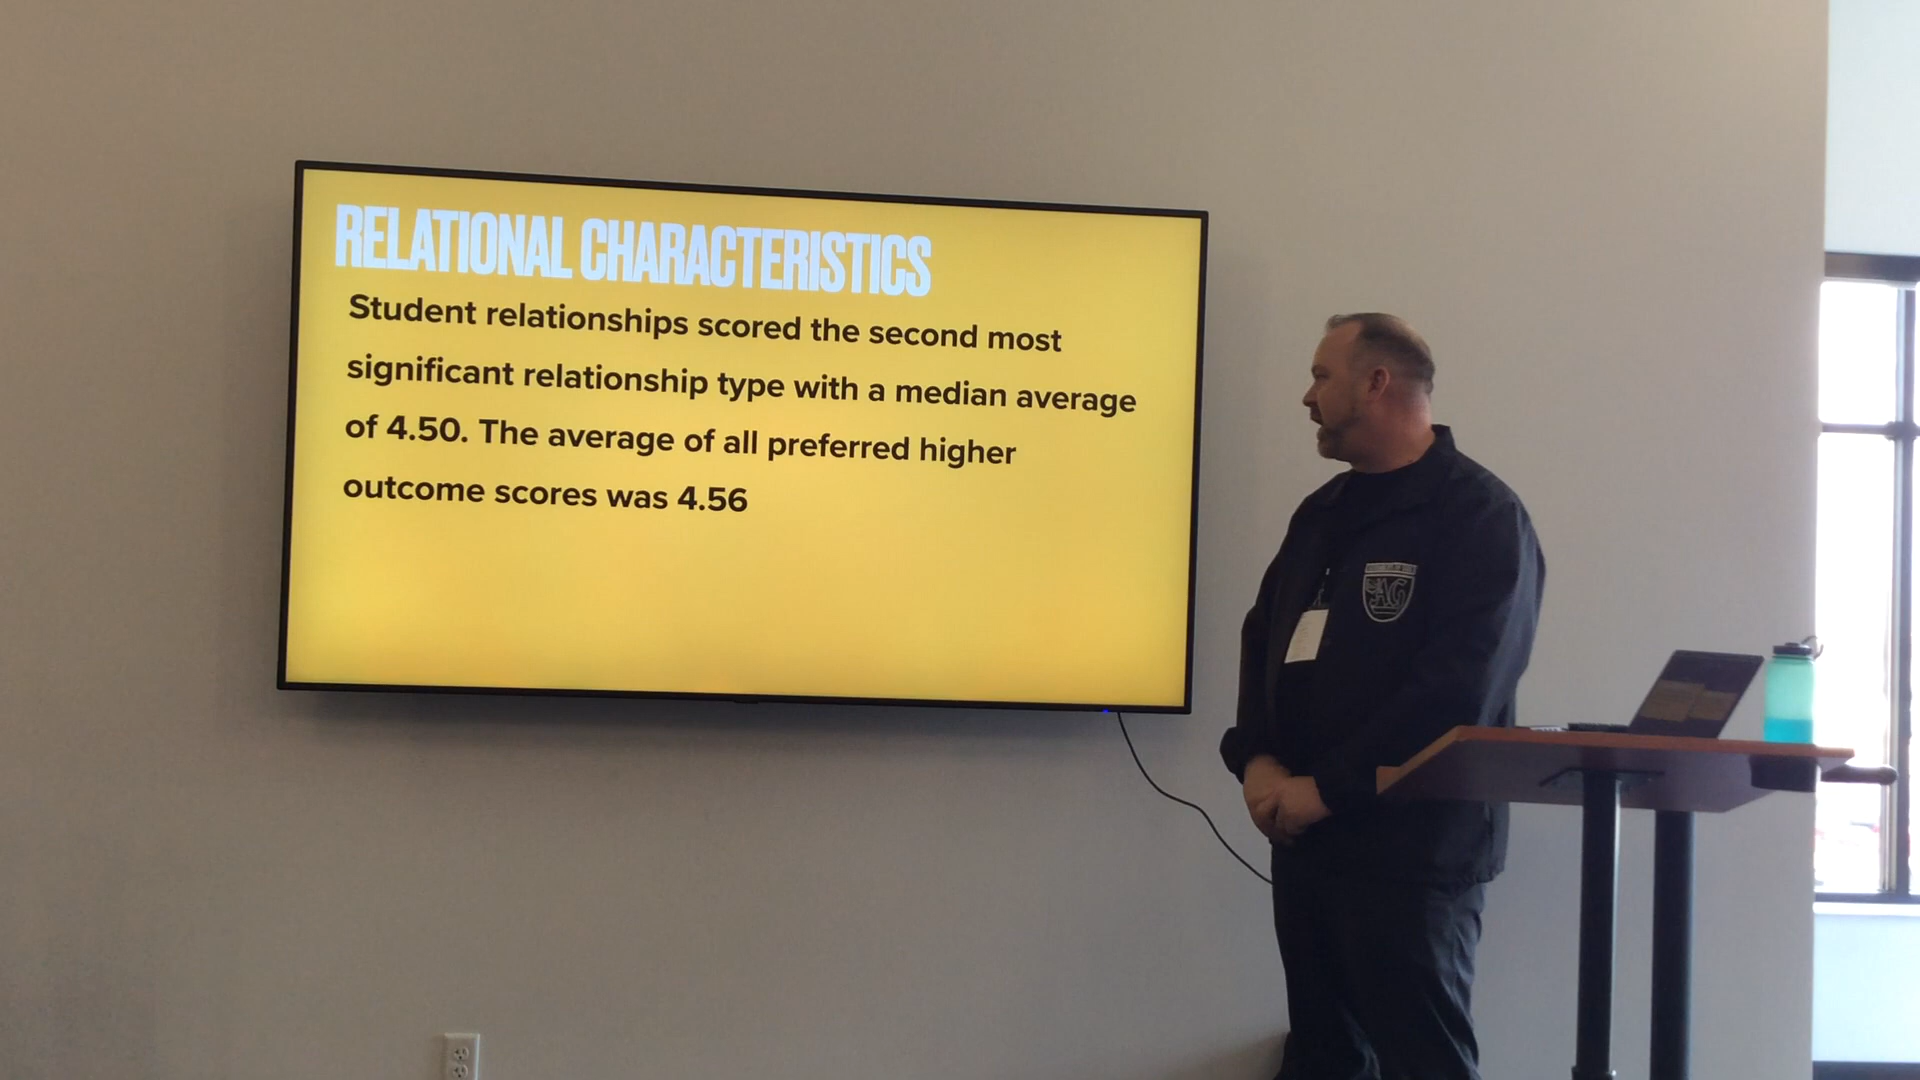 RELATIONAL CHARACTERISTICS
Student relationships scored the second most
significant relationship type with a median average
of 4.50. The average of all preferred higher
outcome scores was 4.56
AG